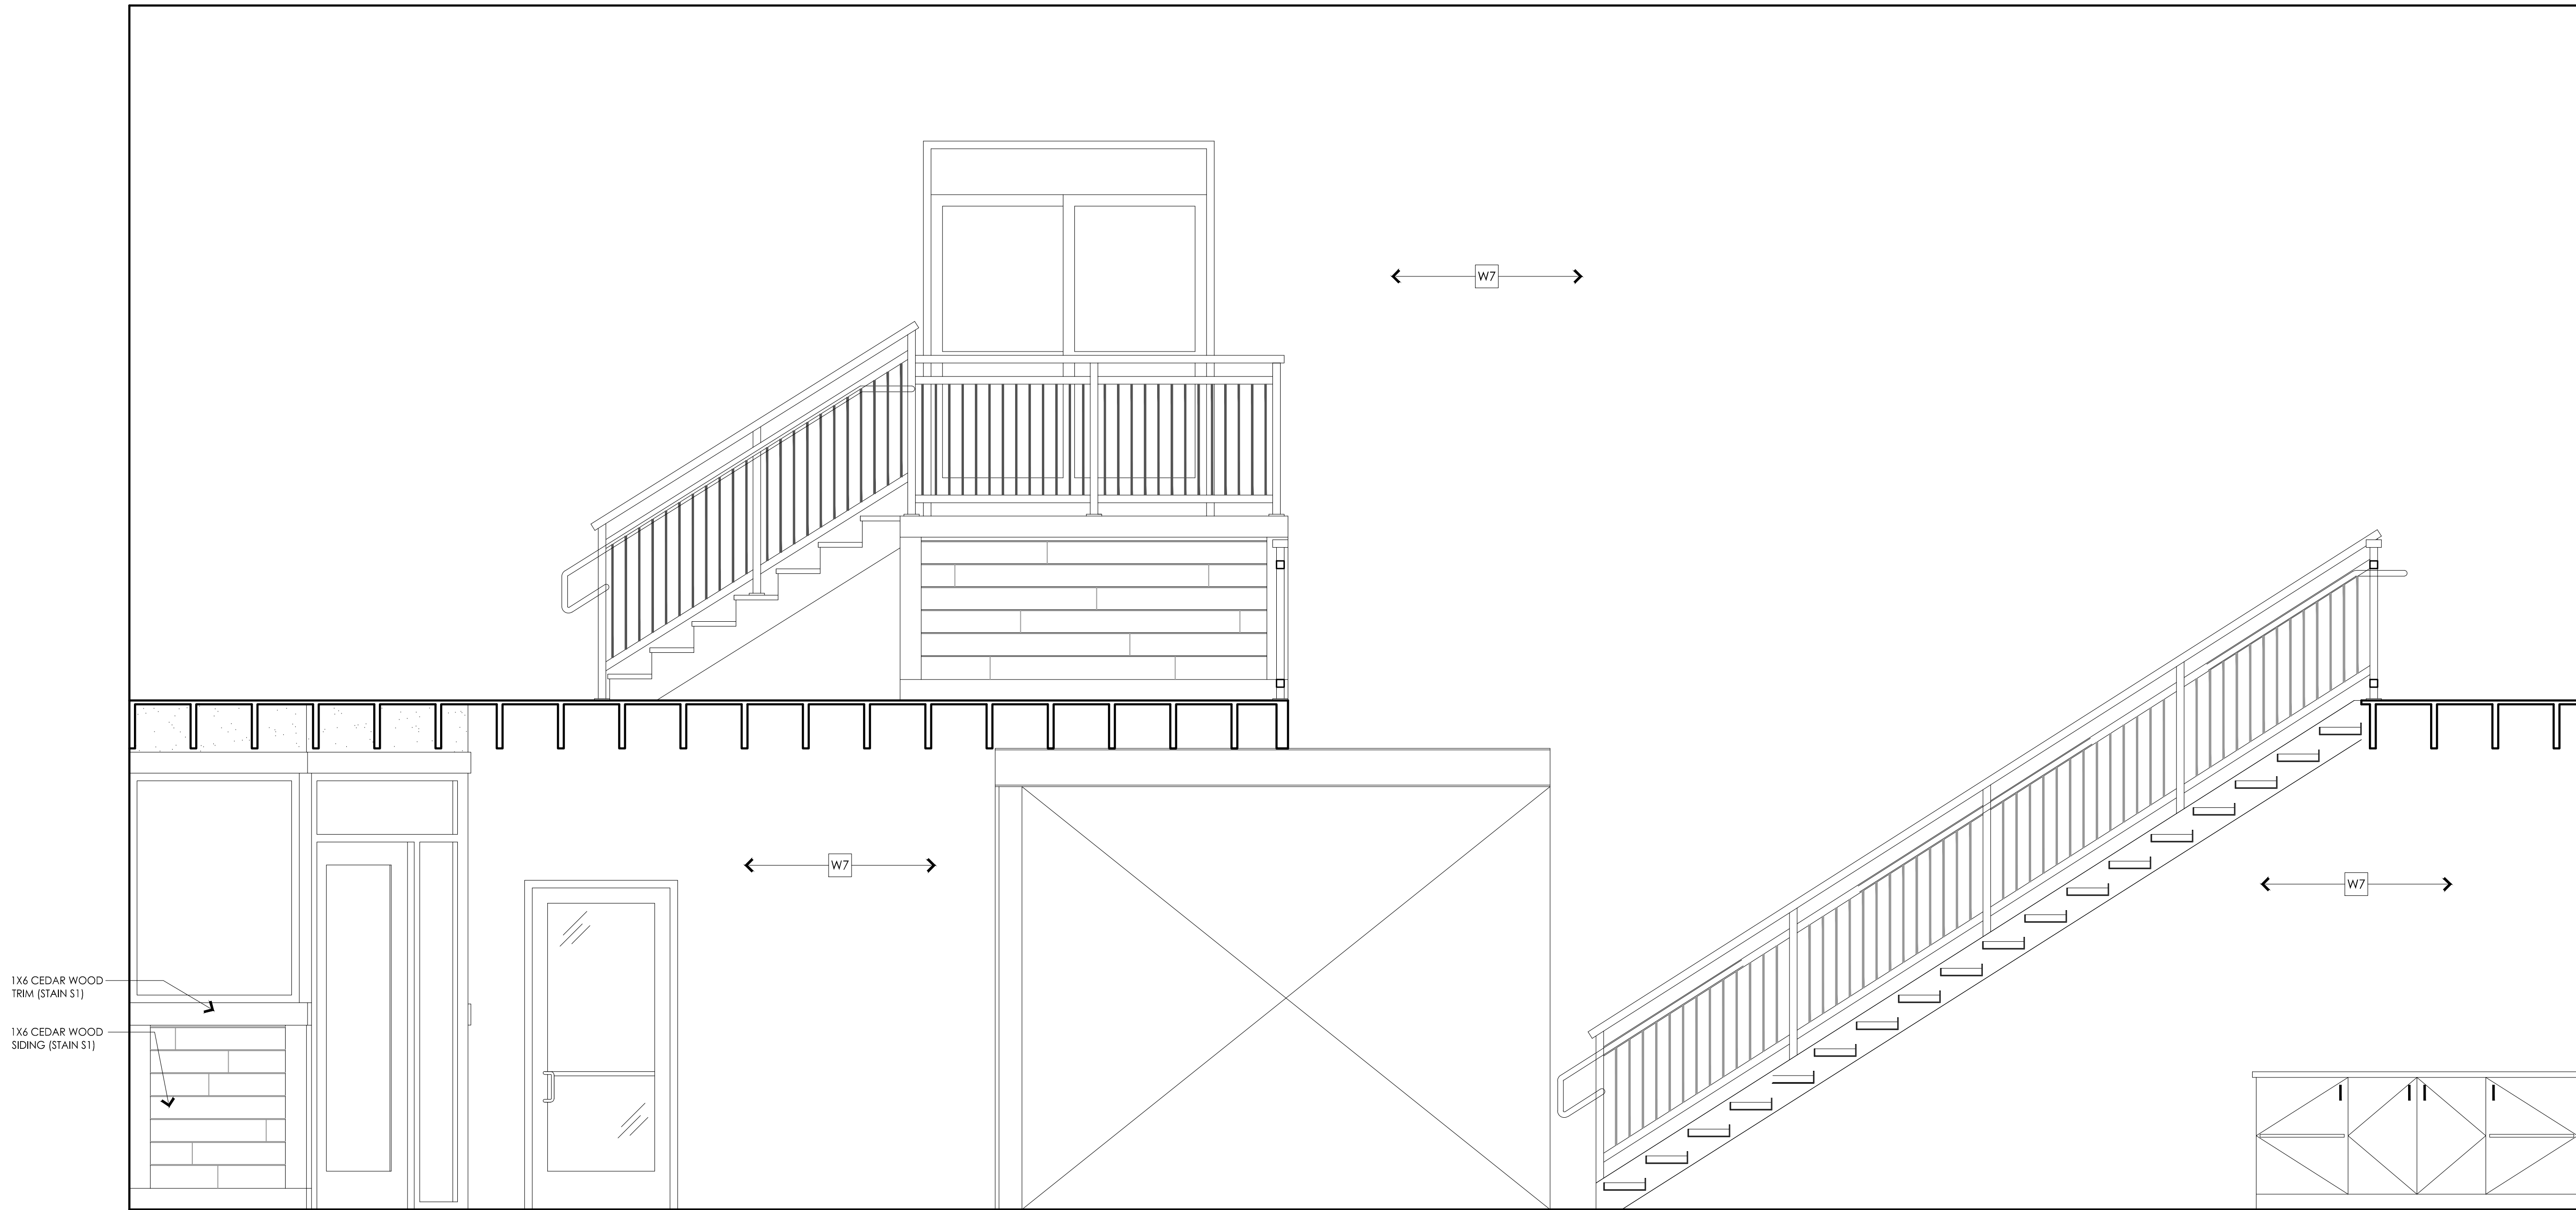 W7
W7
W7
1X6 CEDAR WOOD
TRIM (STAIN S1)
1X6 CEDAR WOOD
SIDING (STAIN S1)